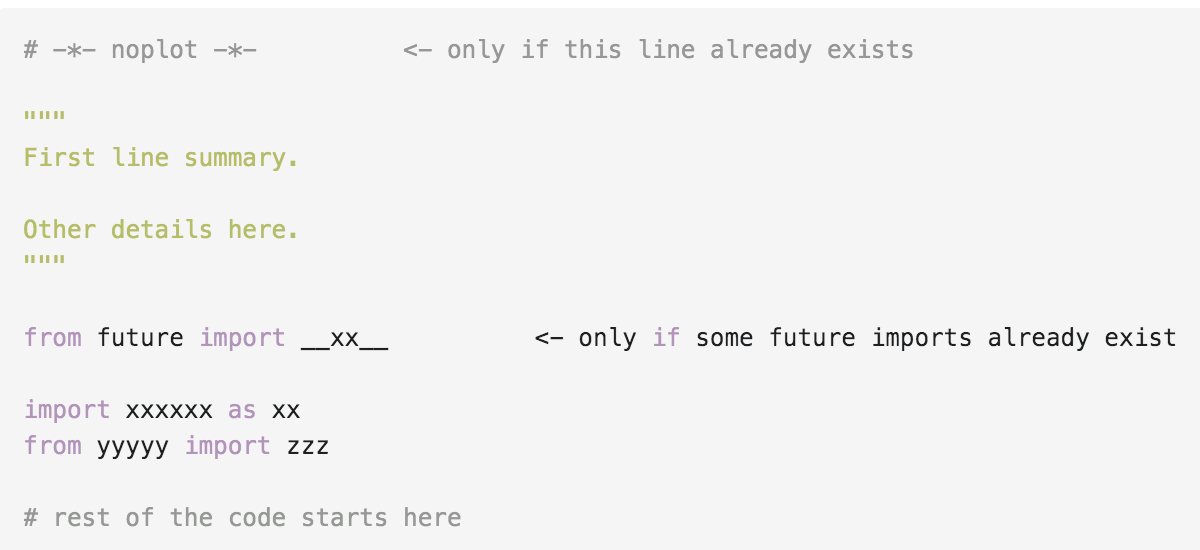 # -*- noplot -*-          <- only if this line already exists
"""
First line summary.
Other details here.
"""
from future import __xx__          <- only if some future imports already exist
import xxxxxx as xx
from yyyyy import zzz
# rest of the code starts here